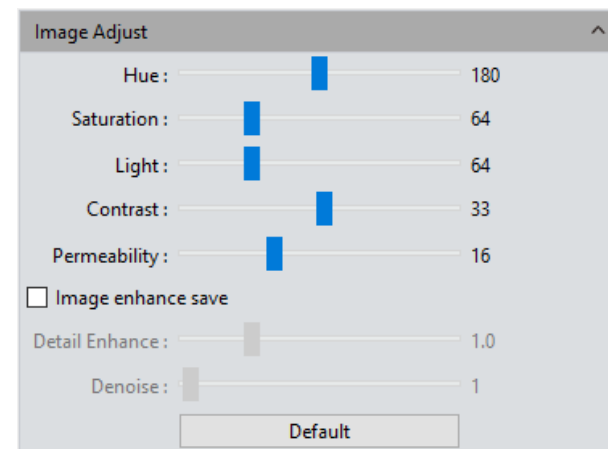 Image Adjust
Hue : 180
Saturation : 64
Light : 64
Contrast : 33
Permeability : 16
Image enhance save
Detail Enhance : 1.0
Denoise : 1
Default